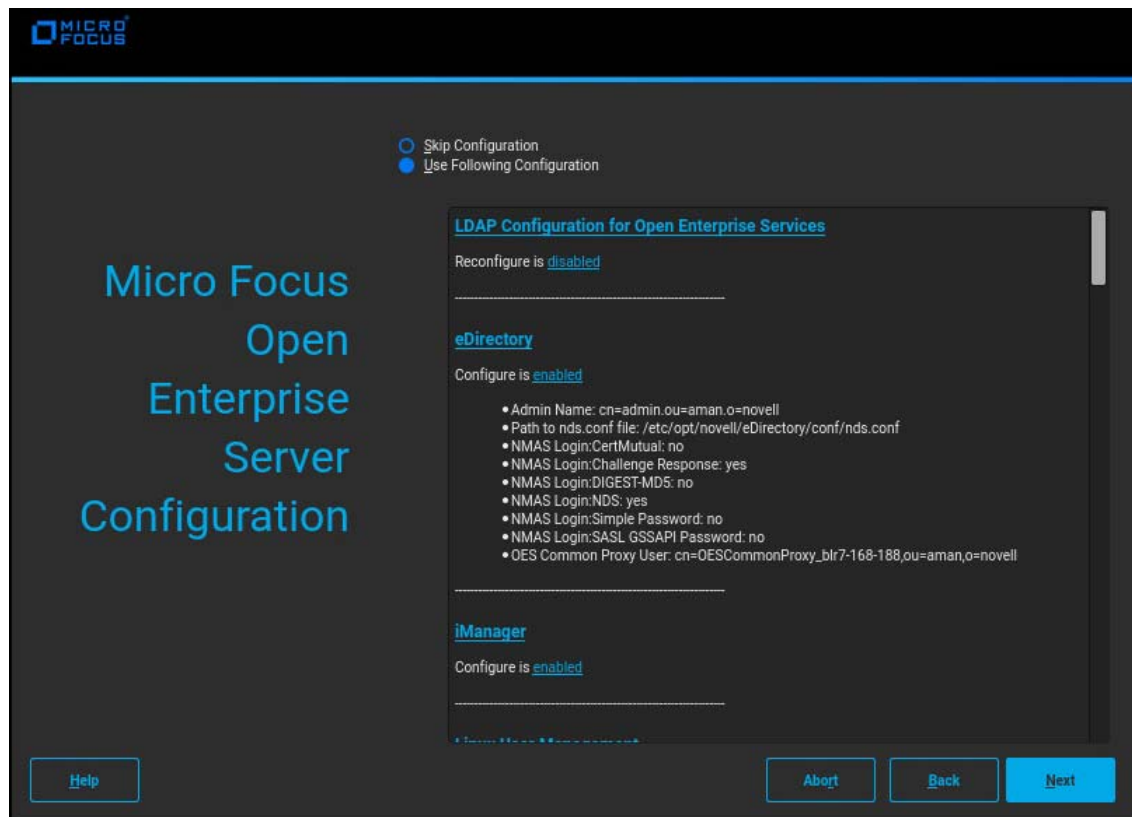 MICRO
FOCUS
Skip Configuration
Use Following Configuration
Micro Focus
Open
Enterprise
Server
Configuration
LDAP Configuration for Open Enterprise Services
Reconfigure is disabled
------------------------------------------------------------
eDirectory
Configure is enabled
• Admin Name: cn=admin.ou=aman.o=novell
• Path to nds.conf file: /etc/opt/novell/eDirectory/conf/nds.conf
• NMAS Login:CertMutual: no
• NMAS Login:Challenge Response: yes
• NMAS Login:DIGEST-MD5: no
• NMAS Login:NDS: yes
• NMAS Login:Simple Password: no
• NMAS Login:SASL GSSAPI Password: no
• OES Common Proxy User: cn=OESCommonProxy_blr7-168-188,ou=aman,o=novell
------------------------------------------------------------
iManager
Configure is enabled
------------------------------------------------------------
Linux User Management
Help
Abort
Back
Next